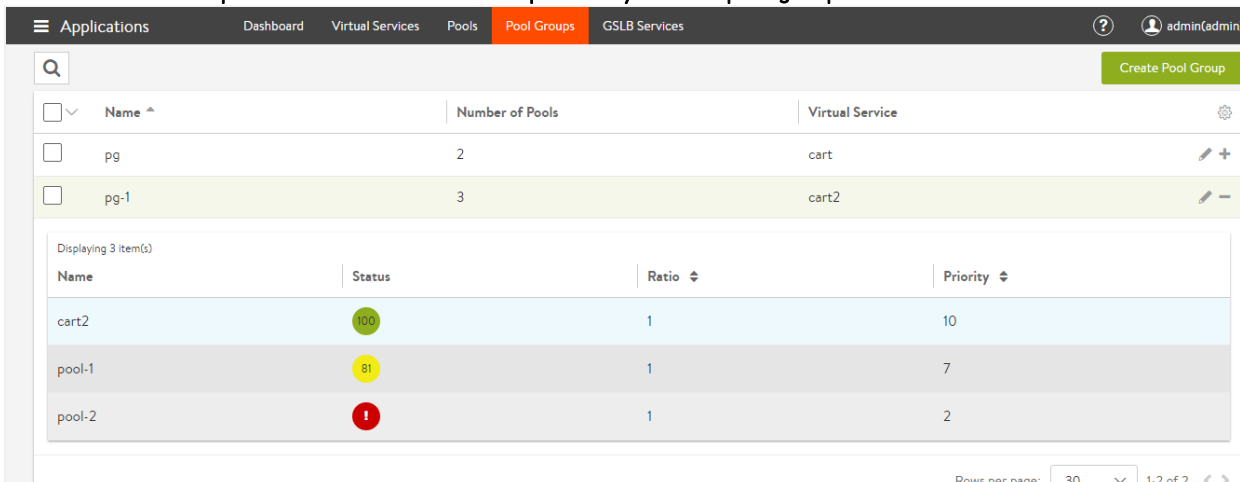 Applications Dashboard Virtual Services Pools Pool Groups GSLB Services ? admin(admin)
Create Pool Group
Name Number of Pools Virtual Service
pg 2 cart
pg-1 3 cart2
Displaying 3 item(s)
Name Status Ratio Priority
cart2 100 1 10
pool-1 81 1 7
pool-2 ! 1 2
Rows per page: 30 1-2 of 2